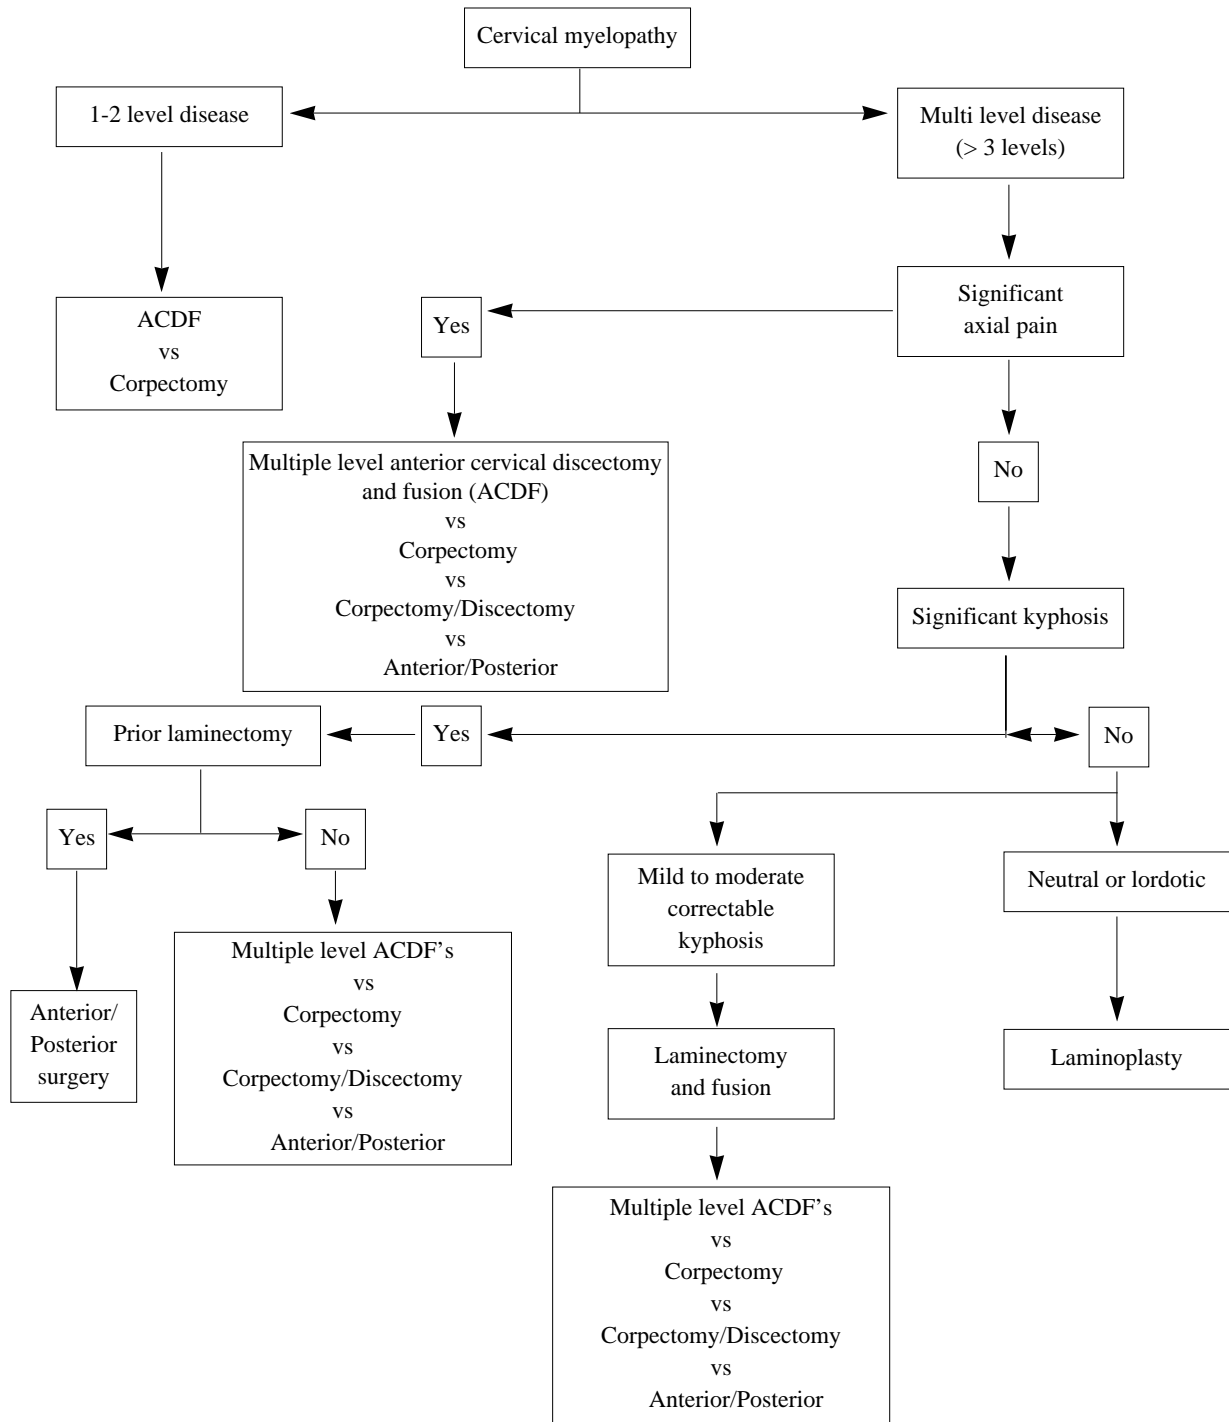 Cervical myelopathy
1-2 level disease
Multi level disease
(> 3 levels)
ACDF
vs
Corpectomy
Yes
Significant
axial pain
Multiple level anterior cervical discectomy
and fusion (ACDF)
vs
Corpectomy
vs
Corpectomy/Discectomy
vs
Anterior/Posterior
No
Significant kyphosis
Prior laminectomy
Yes
No
Yes
No
Mild to moderate
correctable
kyphosis
Neutral or lordotic
Anterior/
Posterior
surgery
Multiple level ACDF’s
vs
Corpectomy
vs
Corpectomy/Discectomy
vs
Anterior/Posterior
Laminectomy
and fusion
Laminoplasty
Multiple level ACDF’s
vs
Corpectomy
vs
Corpectomy/Discectomy
vs
Anterior/Posterior